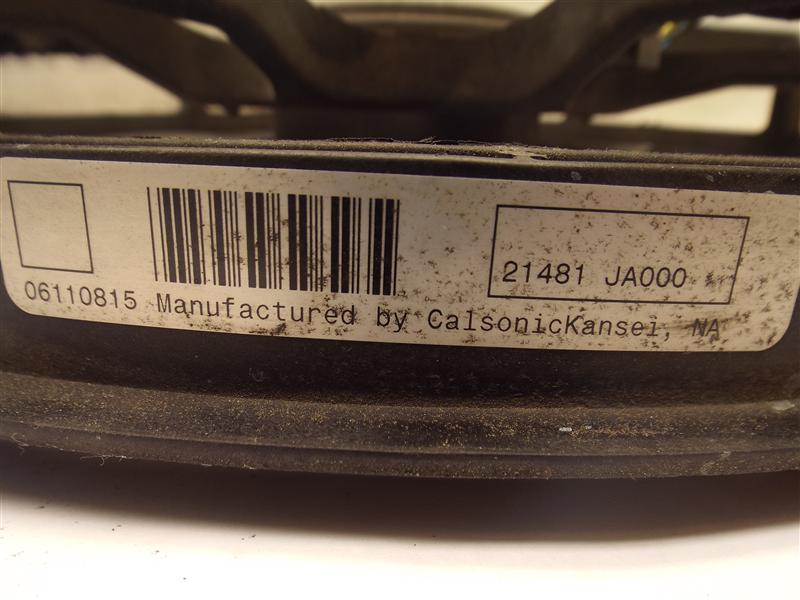 21481 JA000
06110815 Manufactured by CalsonicKansei, NA